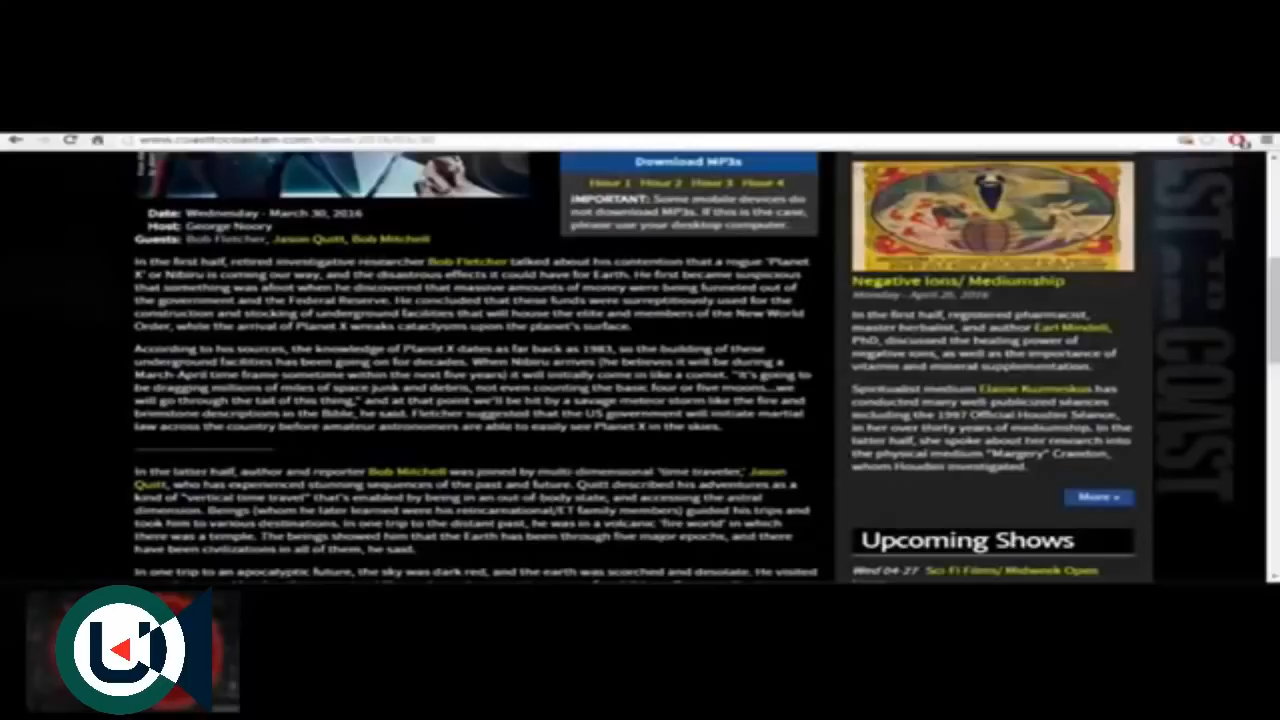 Download MP3s
Hour 1 Hour 2 Hour 3 Hour 4
IMPORTANT: Some mobile devices do
not download MP3s. If this is the case,
please use your desktop computer.
Date: Wednesday - March 30, 2016
Host: George Noory
Guests: Bob Fletcher, Jason Quitt, Bob Mitchell
In the first half, retired investigative researcher Bob Fletcher talked about his contention that a rogue 'Planet
X' or Nibiru is coming our way, and the disastrous effects it could have for Earth. He first became suspicious
that something was afoot when he discovered that massive amounts of money were being funneled out of
the government and the Federal Reserve. He concluded that these funds were surreptitiously used for the
construction and stocking of underground facilities that will house the elite and members of the New World
Order, while the arrival of Planet X wreaks cataclysms upon the planet's surface.
According to his sources, the knowledge of Planet X dates as far back as 1983, so the building of these
underground facilities has been going on for decades. When Nibiru arrives (he believes it will be during a
March-April time frame sometime within the next five years) it will initially come in like a comet. "It's going to
be dragging millions of miles of space junk and debris, not even counting the basic four or five moons...we
will go through the tail of this thing," and at that point we'll be hit by a savage meteor storm like the fire and
brimstone descriptions in the Bible, he said. Fletcher suggested that the US government will initiate martial
law across the country before amateur astronomers are able to easily see Planet X in the skies.
In the latter half, author and reporter Bob Mitchell was joined by multi-dimensional 'time traveler,' Jason
Quitt, who has experienced stunning sequences of the past and future. Quitt described his adventures as a
kind of "vertical time travel" that's enabled by being in an out-of-body state, and accessing the astral
dimension. Beings (whom he later learned were his reincarnational/ET family members) guided his trips and
took him to various destinations. In one trip to the distant past, he was in a volcanic 'fire world' in which
there was a temple. The beings showed him that the Earth has been through five major epochs, and there
have been civilizations in all of them, he said.
In one trip to an apocalyptic future, the sky was dark red, and the earth was scorched and desolate. He visited
Negative Ions/ Mediumship
Monday - April 25, 2016
In the first half, registered pharmacist,
master herbalist, and author Earl Mindell,
PhD, discussed the healing power of
negative ions, as well as the importance of
vitamin and mineral supplementation.
Spiritualist medium Elaine Kuzmeskus has
conducted many well-publicized séances
including the 1997 Official Houdini Séance,
in her over thirty years of mediumship. In the
latter half, she spoke about her research into
the physical medium "Margery" Crandon,
whom Houdini investigated.
More »
Upcoming Shows
Wed 04-27 Sci Fi Films/ Midweek Open
COAST